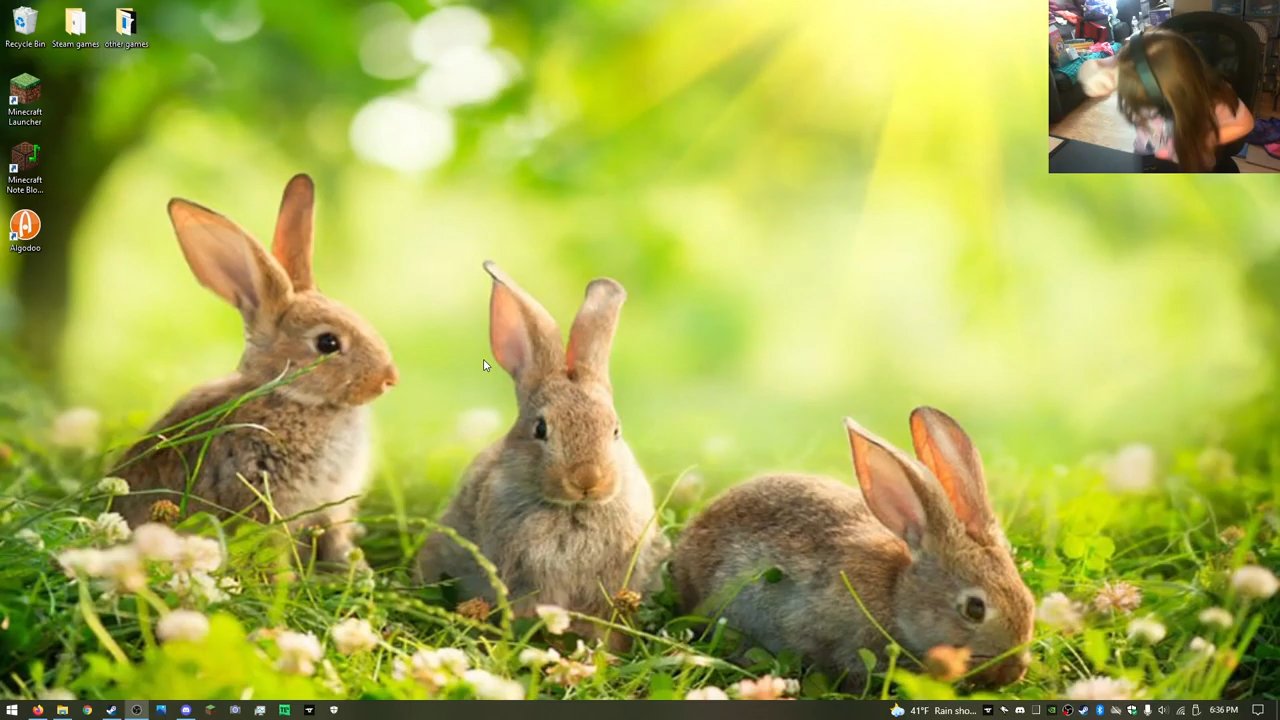 Recycle Bin
Steam games
other games
Minecraft
Launcher
Minecraft
Note Blo...
Algodoo
41°F Rain sho...
6:36 PM